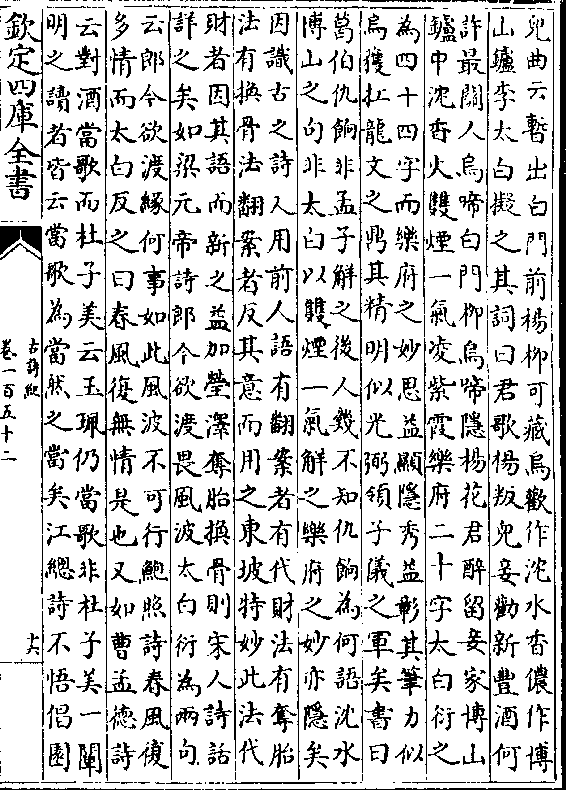 兒曲云暫出白門前楊柳可藏烏歡作沈水香儂作博
山壚李太白擬之其詞曰君歌楊叛兒妾勸新豐酒何
許最關人烏啼白門柳烏啼隱楊花君醉留妾家博山
鑪中沈香火雙煙一氣凌紫霞樂府二十字太白衍之
為四十四字而樂府之妙思益顯隱秀益彰其筆力似
烏獲扛龍文之鼎其精明似光弼領子儀之軍矣書曰
葛伯仇餉非孟子解之後人幾不知仇餉為何語沈水
博山之句非太白以雙煙一氣解之樂府之妙亦隱矣
因識古之詩人用前人語有翻案者有代財法有奪胎
法有換骨法翻案者反其意而用之東坡特妙此法代
財者因其語而新之益加瑩澤奪胎換骨則宋人詩話
詳之矣如梁元帝詩郎今欲渡畏風波太白衍為兩句
云郎今欲渡緣何事如此風波不可行鮑照詩春風復
多情而太白反之曰春風復無情是也又如曹孟德詩
云對酒當歌而杜子美云玉珮仍當歌非杜子美一闡
明之讀者皆云當歌為當然之當矣江總詩不悟倡園
欽定四庫全書
古詩紀
卷一百五十二
十六